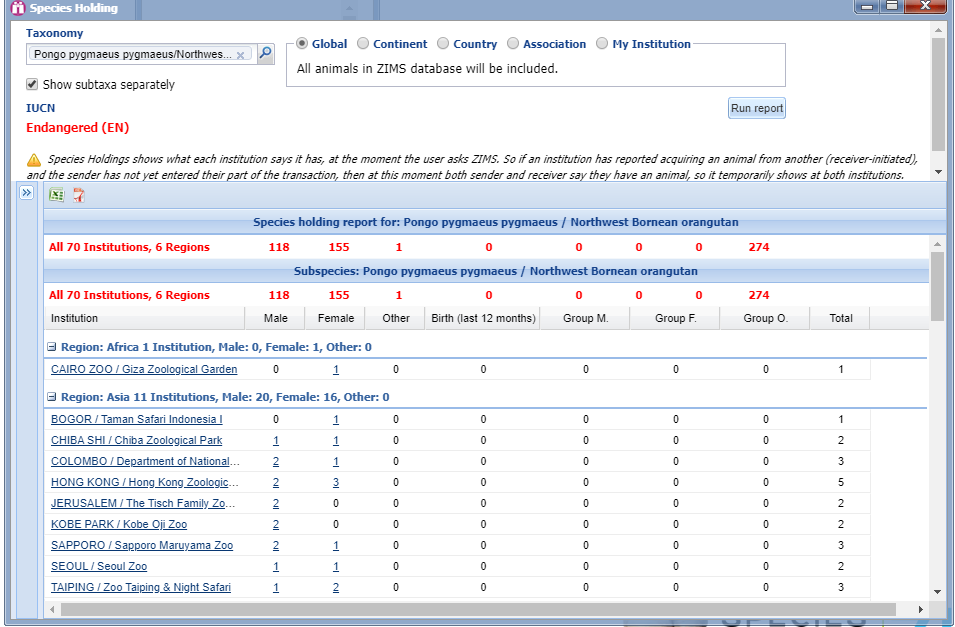 Species Holding
Taxonomy
Pongo pygmaeus pygmaeus/Northwes...
Global Continent Country Association My Institution
All animals in ZIMS database will be included.
Show subtaxa separately
IUCN
Run report
Endangered (EN)
Species Holdings shows what each institution says it has, at the moment the user asks ZIMS. So if an institution has reported acquiring an animal from another (receiver-initiated),
and the sender has not yet entered their part of the transaction, then at this moment both sender and receiver say they have an animal, so it temporarily shows at both institutions.
Species holding report for: Pongo pygmaeus pygmaeus / Northwest Bornean orangutan
All 70 Institutions, 6 Regions 118 155 1 0 0 0 0 274
Subspecies: Pongo pygmaeus pygmaeus / Northwest Bornean orangutan
All 70 Institutions, 6 Regions 118 155 1 0 0 0 0 274
Institution Male Female Other Birth (last 12 months) Group M. Group F. Group O. Total
Region: Africa 1 Institution, Male: 0, Female: 1, Other: 0
CAIRO ZOO / Giza Zoological Garden 0 1 0 0 0 0 0 1
Region: Asia 11 Institutions, Male: 20, Female: 16, Other: 0
BOGOR / Taman Safari Indonesia I 0 1 0 0 0 0 0 1
CHIBA SHI / Chiba Zoological Park 1 1 0 0 0 0 0 2
COLOMBO / Department of National... 2 1 0 0 0 0 0 3
HONG KONG / Hong Kong Zoologic... 2 3 0 0 0 0 0 5
JERUSALEM / The Tisch Family Zo... 2 0 0 0 0 0 0 2
KOBE PARK / Kobe Oji Zoo 2 0 0 0 0 0 0 2
SAPPORO / Sapporo Maruyama Zoo 2 1 0 0 0 0 0 3
SEOUL / Seoul Zoo 1 1 0 0 0 0 0 2
TAIPING / Zoo Taiping & Night Safari 1 2 0 0 0 0 0 3
SPECIES